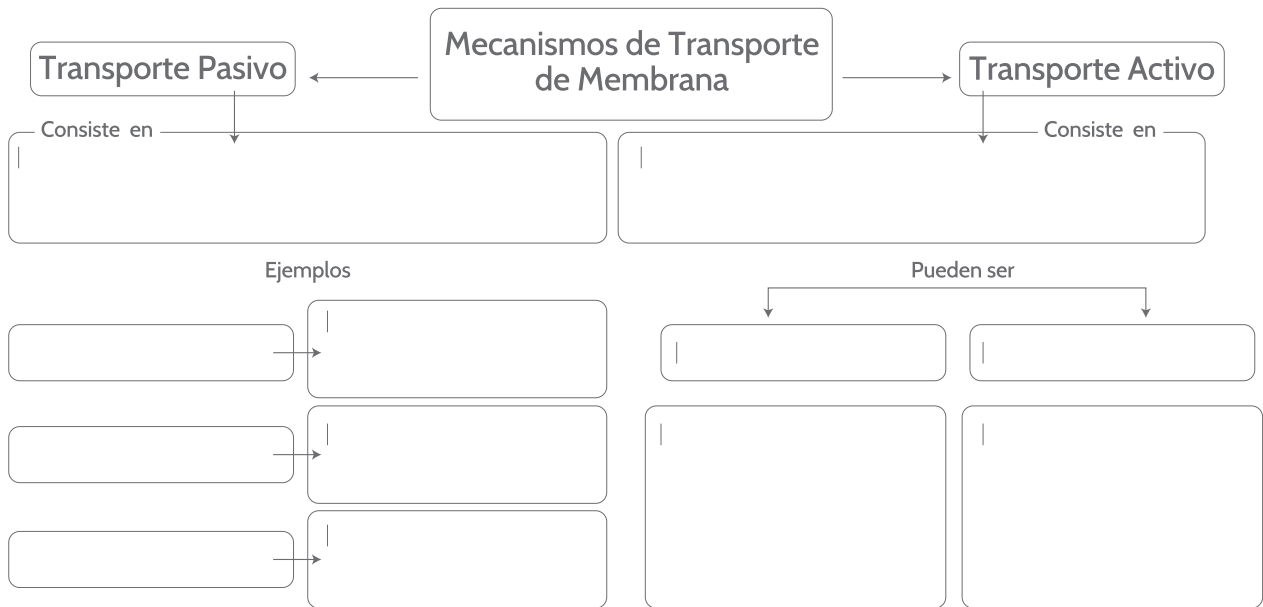 Mecanismos de Transporte
de Membrana
Transporte Pasivo
Transporte Activo
Consiste en
Consiste en
Ejemplos
Pueden ser